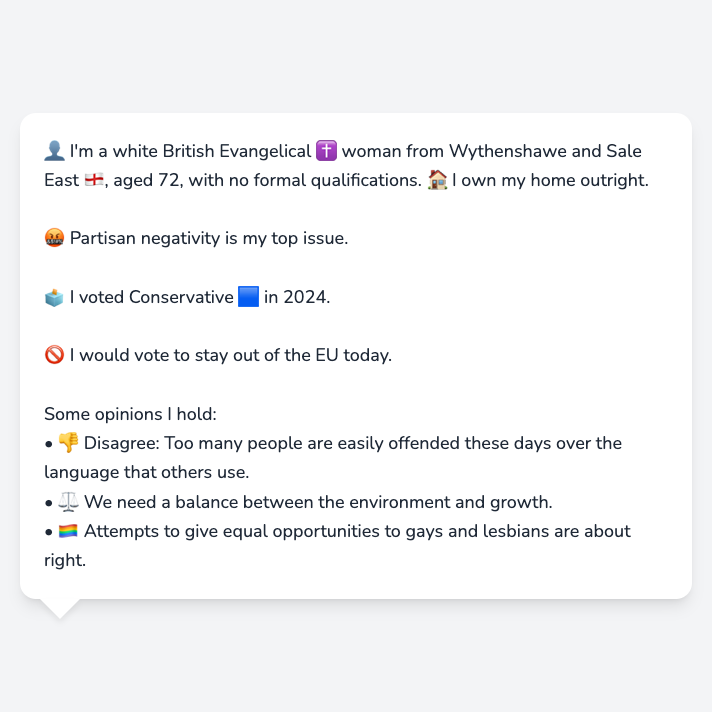 👤 I'm a white British Evangelical ✝️ woman from Wythenshawe and Sale
East 🏴󠁧󠁢󠁥󠁮󠁧󠁿, aged 72, with no formal qualifications. 🏠 I own my home outright.
🤬 Partisan negativity is my top issue.
🗳️ I voted Conservative 🟦 in 2024.
🚫 I would vote to stay out of the EU today.
Some opinions I hold:
• 👎 Disagree: Too many people are easily offended these days over the
language that others use.
• ⚖️ We need a balance between the environment and growth.
• 🏳️‍🌈 Attempts to give equal opportunities to gays and lesbians are about
right.